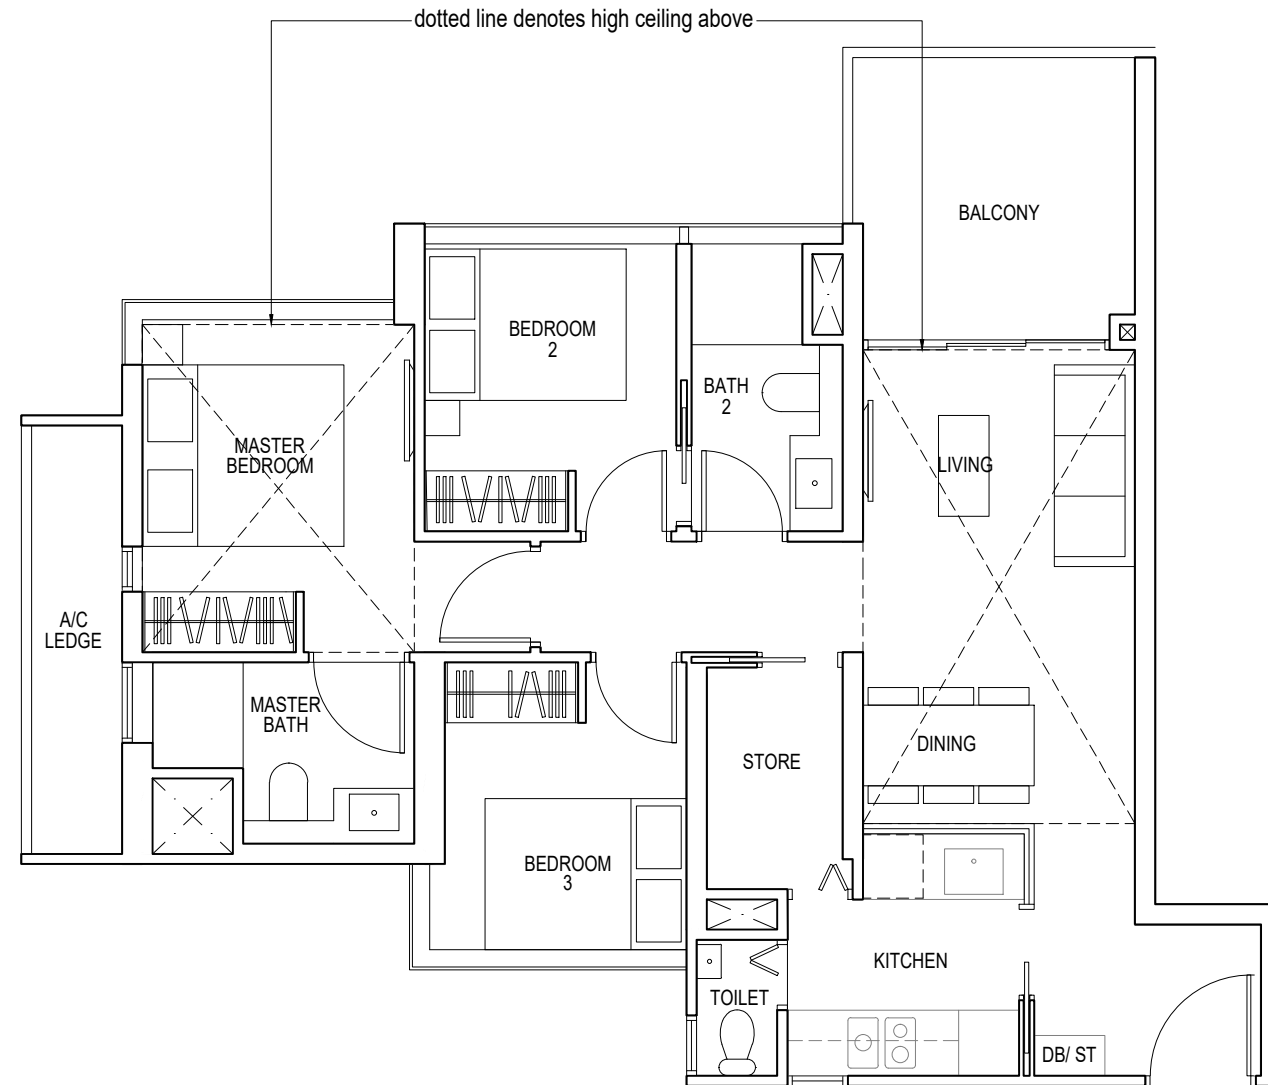 dotted line denotes high ceiling above
BALCONY
BEDROOM
2
BATH
2
MASTER
BEDROOM
LIVING
A/C
LEDGE
MASTER
BATH
DINING
STORE
BEDROOM
3
KITCHEN
TOILET
DB/ ST